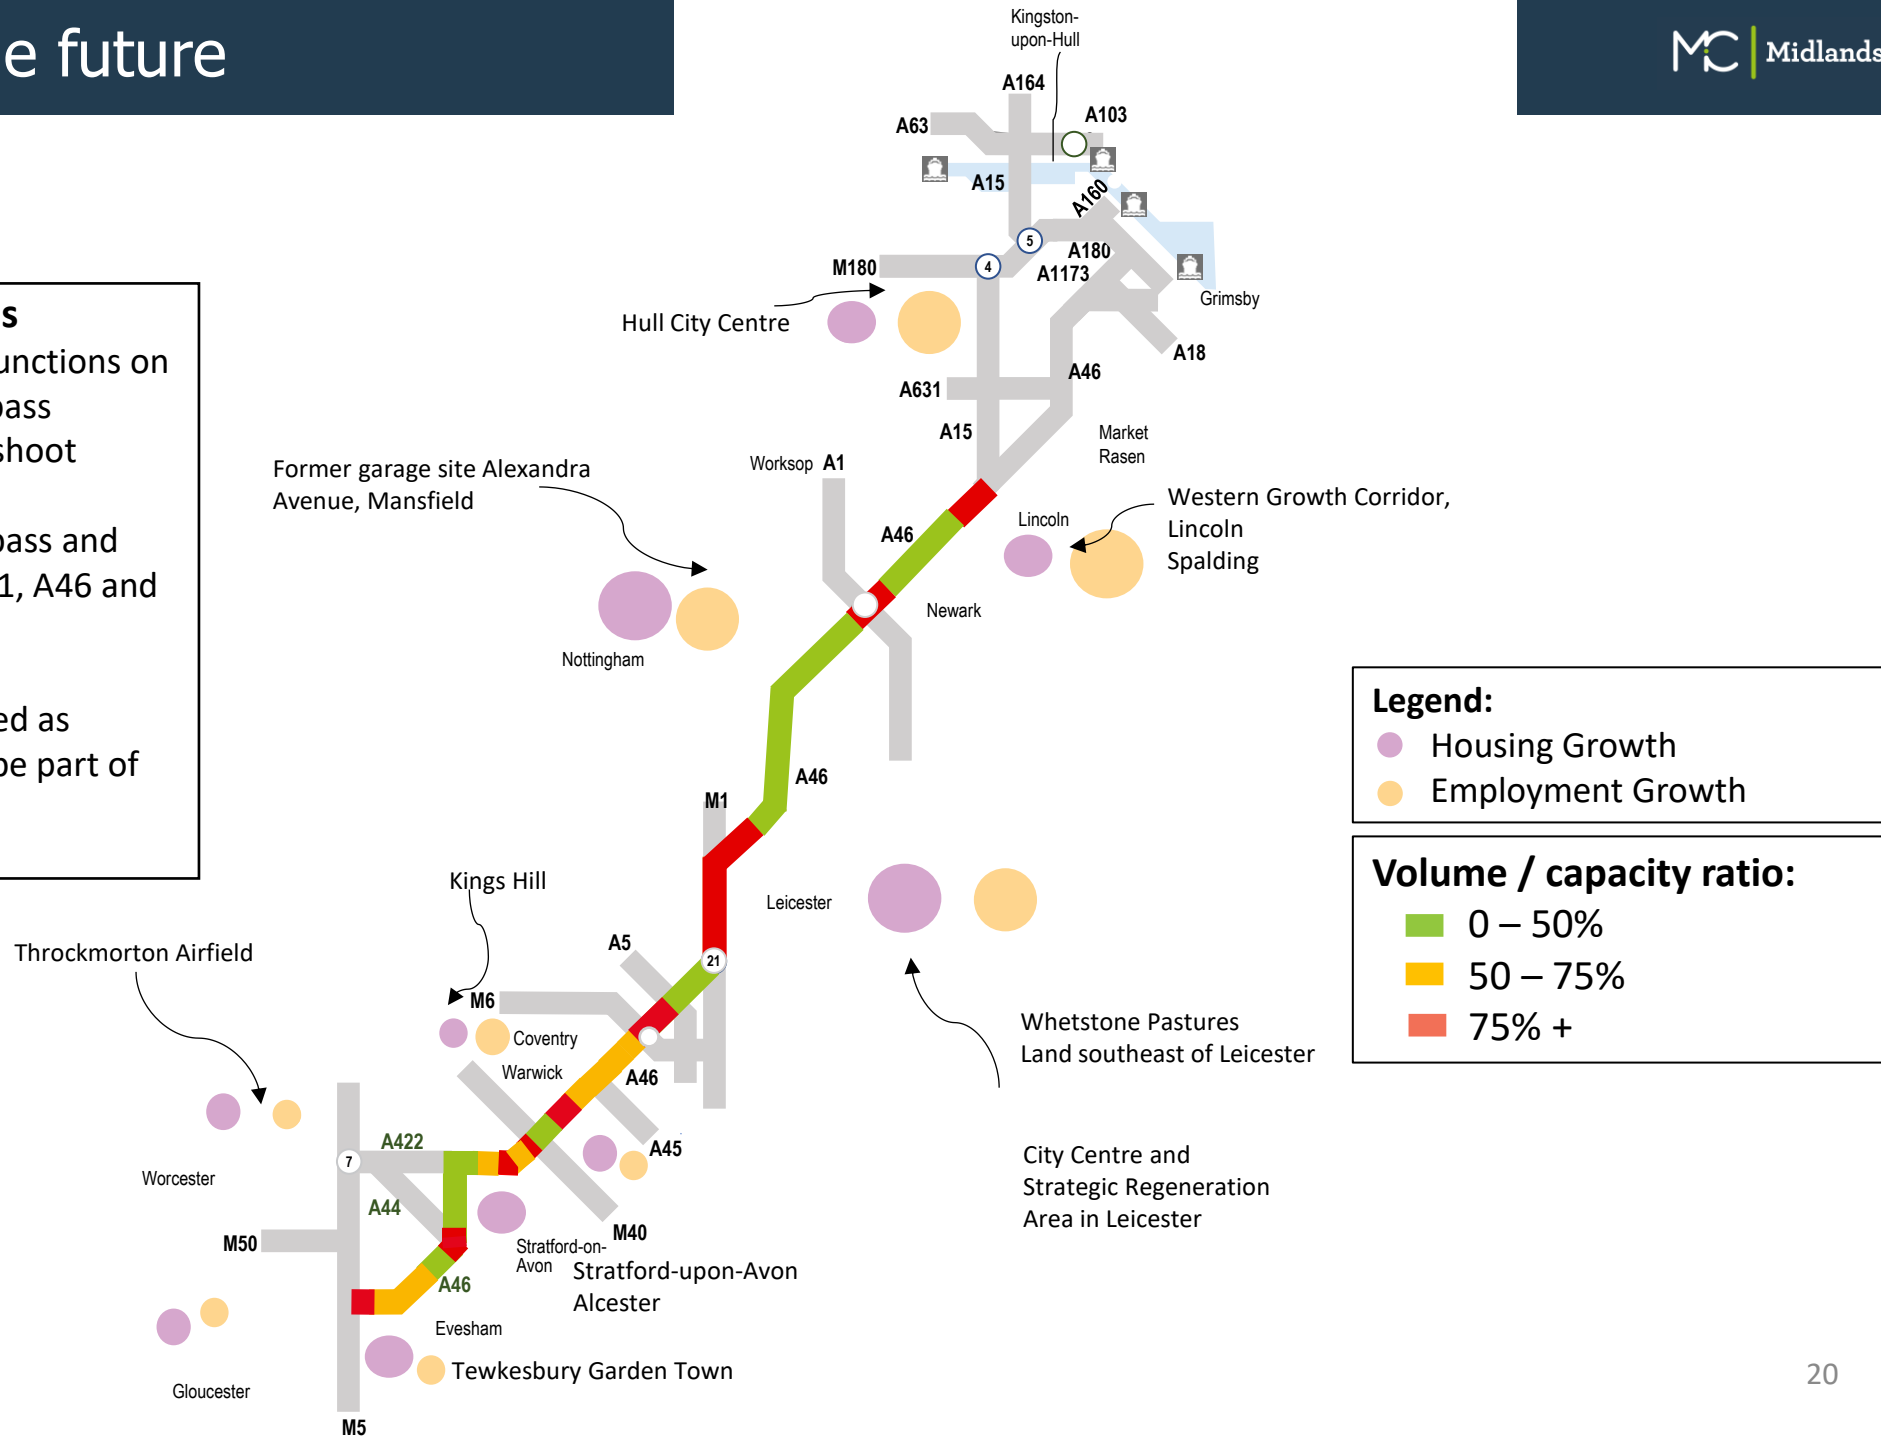 e future
Midlands
s
unctions on
pass
shoot
pass and
1, A46 and
ed as
be part of
Kingston-
upon-Hull
A164
A63
A103
A15
A160
5
A180
M180
4
A1173
Grimsby
Hull City Centre
A18
A46
A631
A15
Market
Rasen
Former garage site Alexandra
Avenue, Mansfield
Worksop A1
Western Growth Corridor,
Lincoln
Spalding
Lincoln
A46
Newark
Nottingham
A46
M1
Legend:
Housing Growth
Employment Growth
Volume / capacity ratio:
0 – 50%
50 – 75%
75% +
Kings Hill
Leicester
A5
21
Throckmorton Airfield
M6
Coventry
Warwick
A46
Whetstone Pastures
Land southeast of Leicester
A45
City Centre and
Strategic Regeneration
Area in Leicester
A422
7
Worcester
A44
M50
M40
Stratford-on-
Avon
Stratford-upon-Avon
Alcester
A46
Evesham
Tewkesbury Garden Town
Gloucester
M5
20